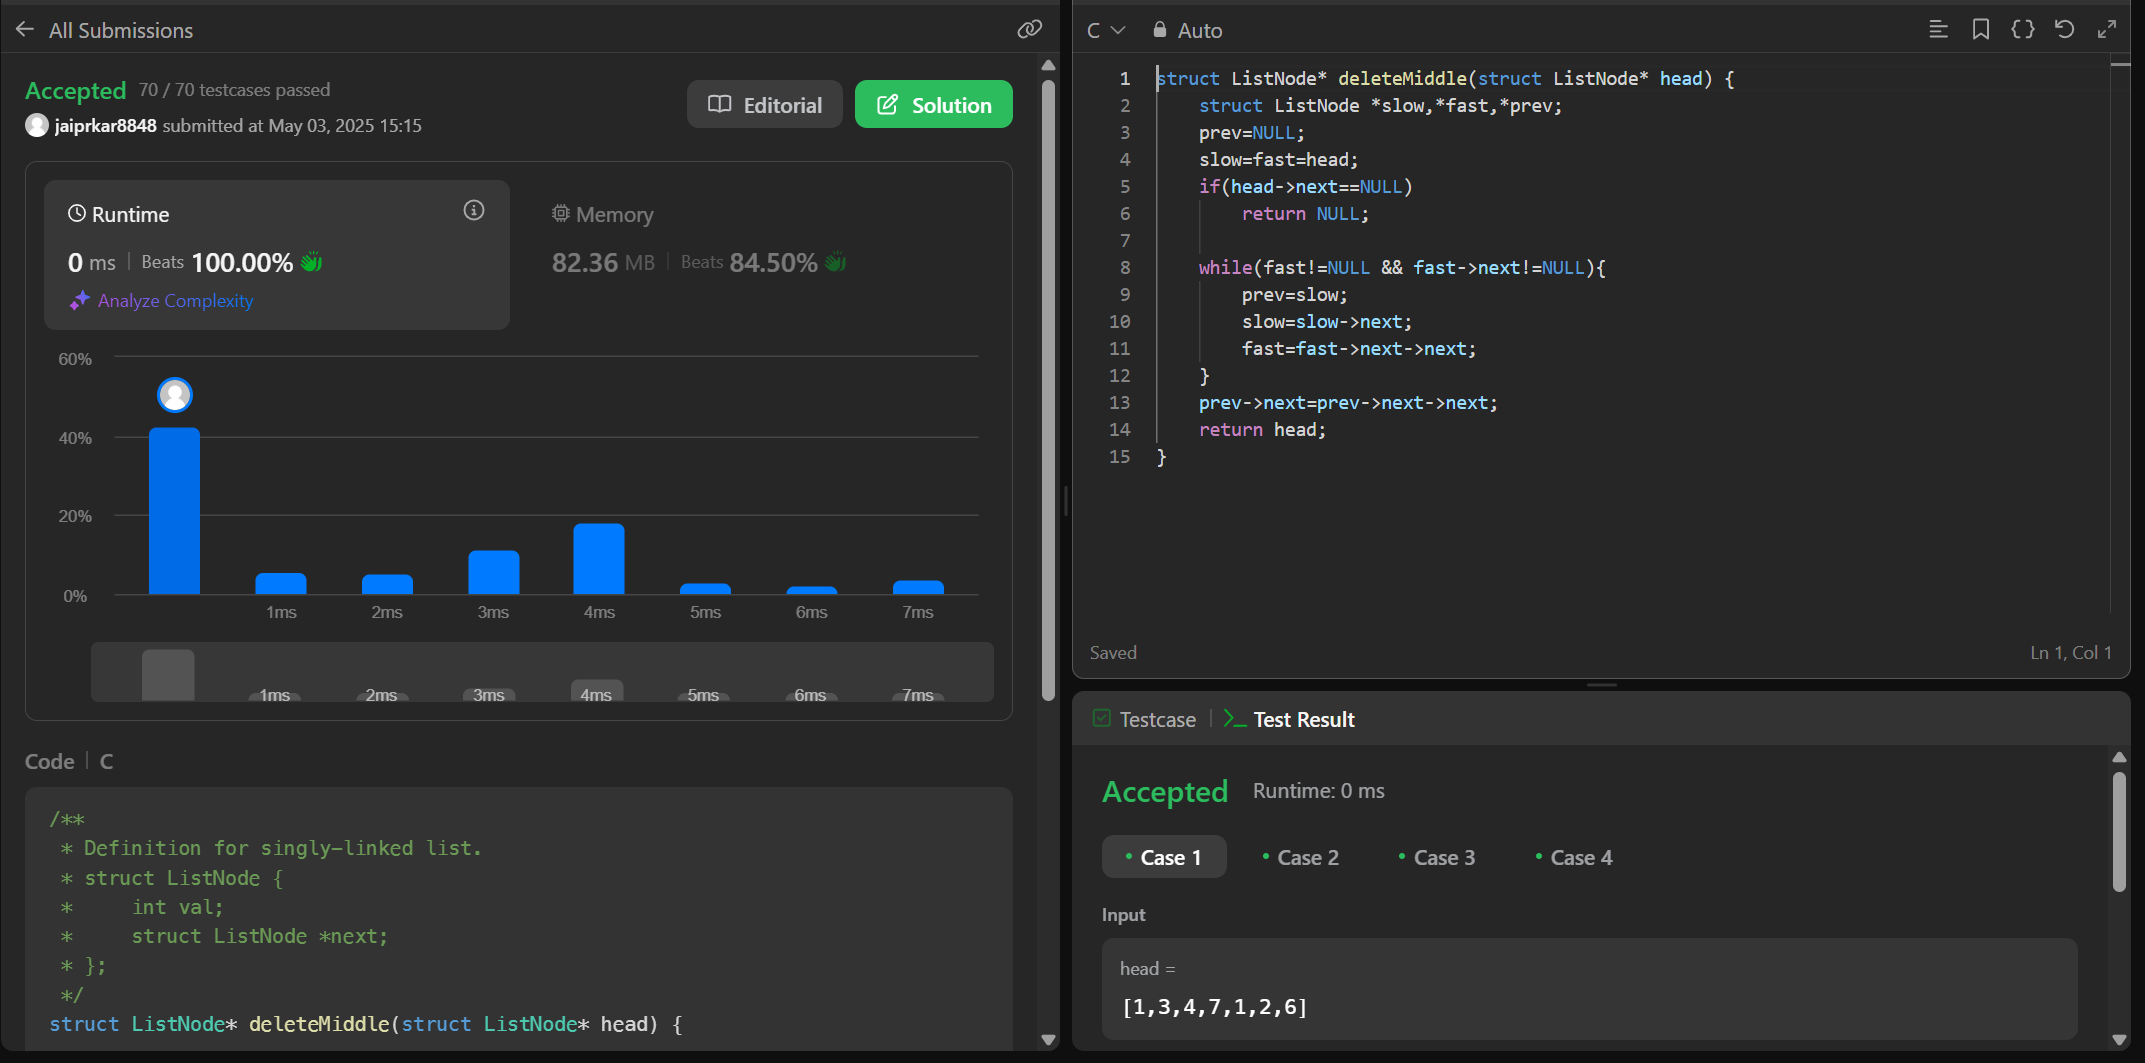 All Submissions
Accepted 70 / 70 testcases passed
jaiprkar8848 submitted at May 03, 2025 15:15
Editorial
Solution
Runtime
0 ms | Beats 100.00%
Analyze Complexity
Memory
82.36 MB | Beats 84.50%
60%
40%
20%
0%
1ms 2ms 3ms 4ms 5ms 6ms 7ms
1ms 2ms 3ms 4ms 5ms 6ms 7ms
Code | C
/**
 * Definition for singly-linked list.
 * struct ListNode {
 *     int val;
 *     struct ListNode *next;
 * };
 */
struct ListNode* deleteMiddle(struct ListNode* head) {
C Auto
1 struct ListNode* deleteMiddle(struct ListNode* head) {
2     struct ListNode *slow,*fast,*prev;
3     prev=NULL;
4     slow=fast=head;
5     if(head->next==NULL)
6         return NULL;
7
8     while(fast!=NULL && fast->next!=NULL){
9         prev=slow;
10         slow=slow->next;
11         fast=fast->next->next;
12     }
13     prev->next=prev->next->next;
14     return head;
15 }
Saved
Ln 1, Col 1
Testcase | >_ Test Result
Accepted Runtime: 0 ms
• Case 1 • Case 2 • Case 3 • Case 4
Input
head =
[1,3,4,7,1,2,6]